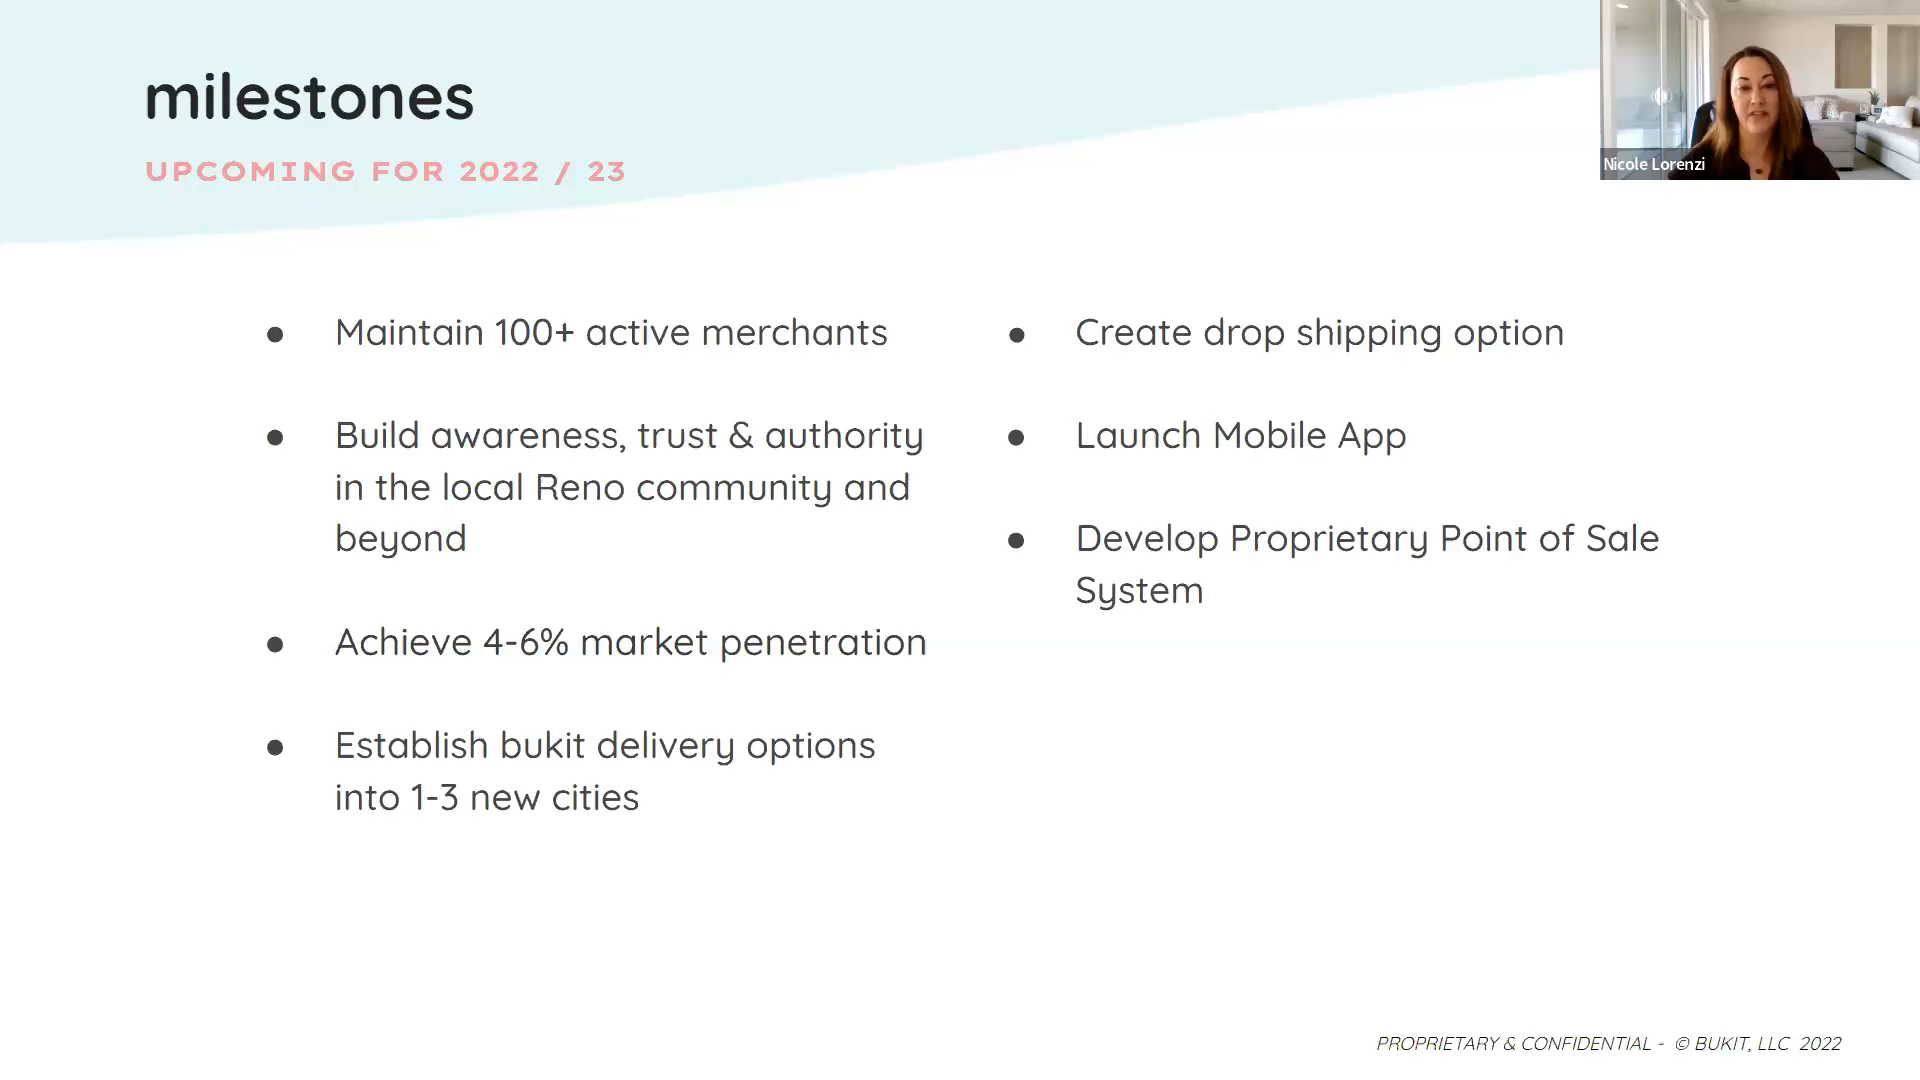 milestones
UPCOMING FOR 2022 / 23
Nicole Lorenzi
● Maintain 100+ active merchants
● Build awareness, trust & authority
in the local Reno community and
beyond
● Achieve 4-6% market penetration
● Establish bukit delivery options
into 1-3 new cities
● Create drop shipping option
● Launch Mobile App
● Develop Proprietary Point of Sale
System
PROPRIETARY & CONFIDENTIAL - © BUKIT, LLC 2022